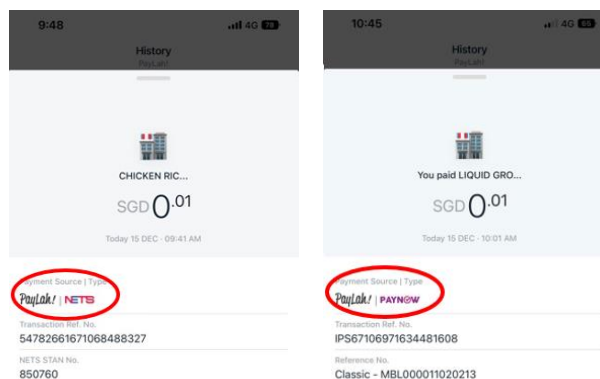 9:48
4G 79
History
PayLah!
CHICKEN RIC...
SGD 0.01
Today 15 DEC - 09:41 AM
Payment Source | Type
PayLah! | NETS
Transaction Ref. No.
54782661671068488327
NETS STAN No.
850760
10:45
4G
History
PayLah!
You paid LIQUID GRO...
SGD 0.01
Today 15 DEC - 10:01 AM
Payment Source | Type
PayLah! | PAYNOW
Transaction Ref. No.
IPS67106971634481608
Reference No.
Classic - MBL000011020213